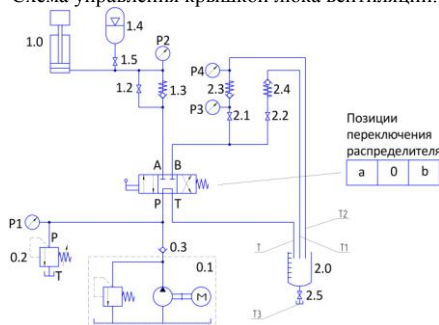 Схема управления крышкой люка вентиляции.
1.0
1.4
P2
1.5
P4
1.2
1.3
2.3
2.4
P3
2.1
2.2
Позиции
переключения
распределителя
A B
a 0 b
P T
P1
T2
P
0.3
T
T1
0.2
0.1
2.0
T
M
2.5
T3